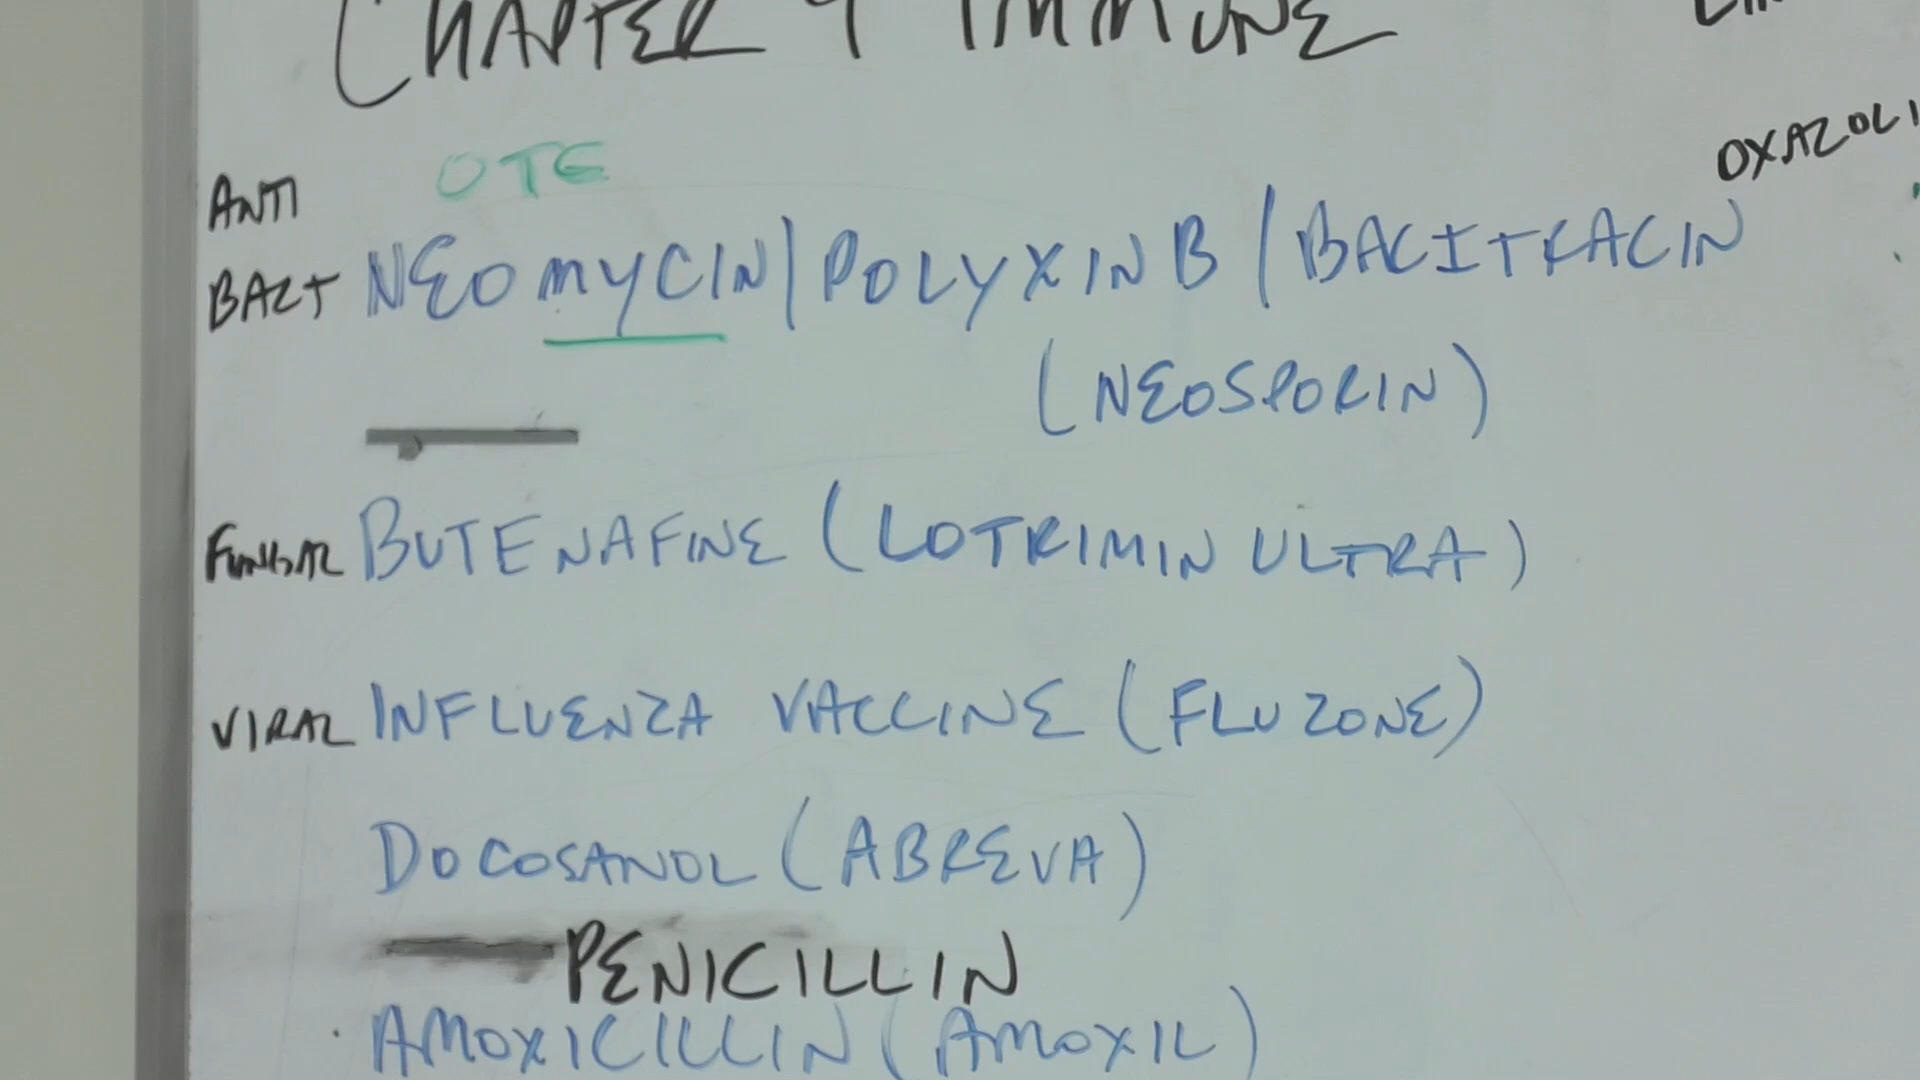 CHAPTER 4 IMMUNE
OXAZOLI
OTC
ANTI
BACT NEOMYCIN/POLYXIN B/BACITRACIN
(NEOSPORIN)
FUNGAL BUTENAFINE (LOTRIMIN ULTRA)
VIRAL INFLUENZA VACCINE (FLUZONE)
DOCOSANOL (ABREVA)
PENICILLIN
AMOXICILLIN (AMOXIL)